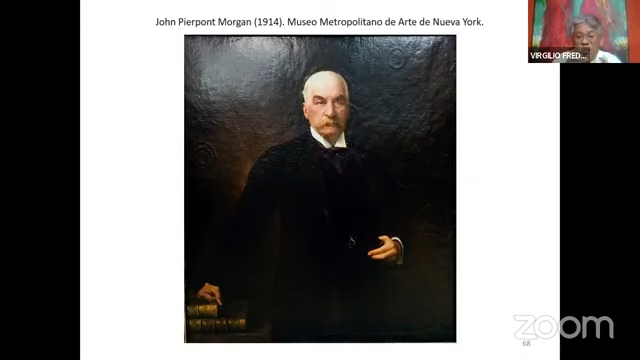 John Pierpont Morgan (1914). Museo Metropolitano de Arte de Nueva York.
VIRGILIO FRED...
zoom
68